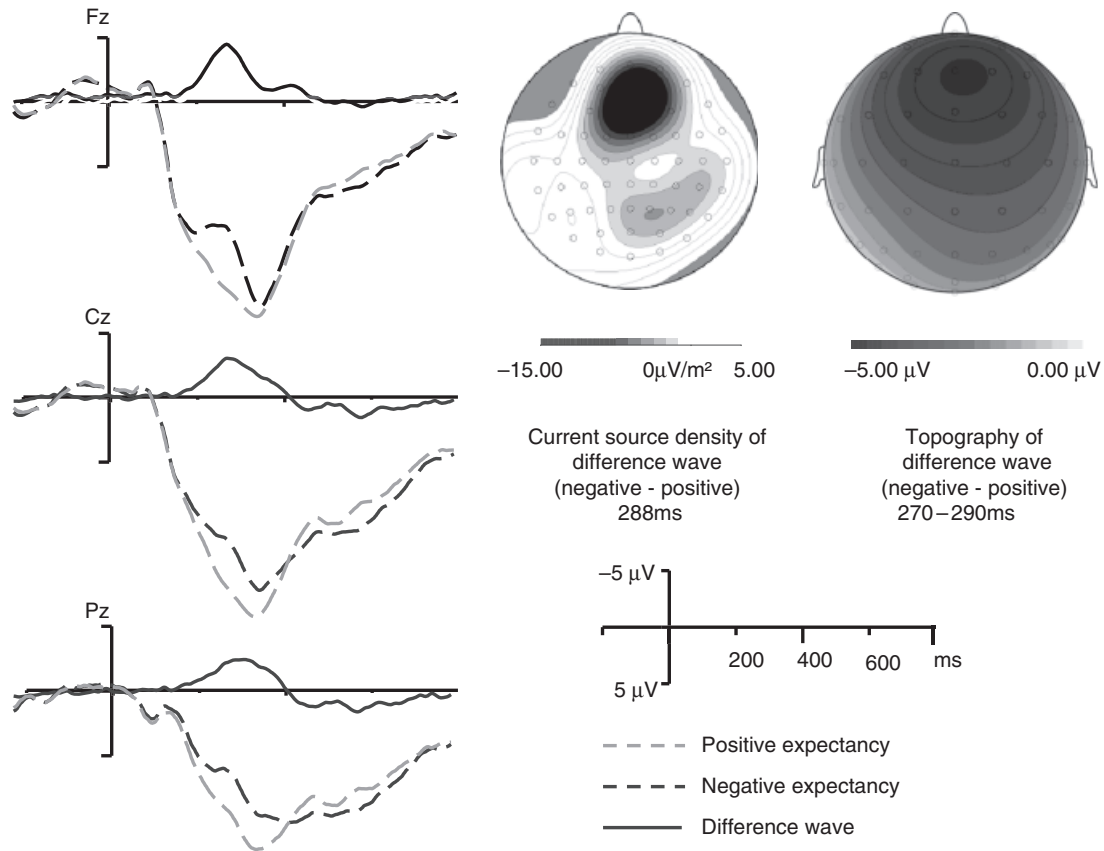 Fz
Cz
Pz
–15.00 0µV/m² 5.00
–5.00 µV 0.00 µV
Current source density of
difference wave
(negative - positive)
288ms
Topography of
difference wave
(negative - positive)
270–290ms
–5 µV
200 400 600 ms
5 µV
Positive expectancy
Negative expectancy
Difference wave